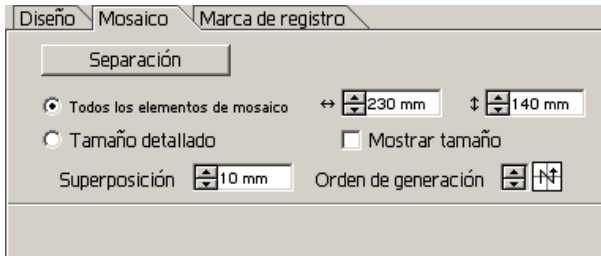 Diseño Mosaico Marca de registro
Separación
Todos los elementos de mosaico 230 mm 140 mm
Tamaño detallado Mostrar tamaño
Superposición 10 mm Orden de generación